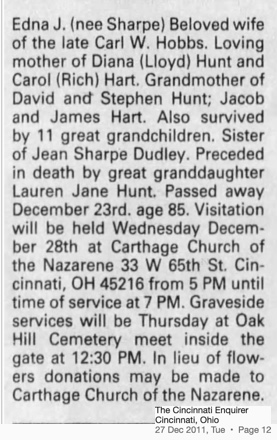 Edna J. (nee Sharpe) Beloved wife
of the late Carl W. Hobbs. Loving
mother of Diana (Lloyd) Hunt and
Carol (Rich) Hart. Grandmother of
David and Stephen Hunt; Jacob
and James Hart. Also survived
by 11 great grandchildren. Sister
of Jean Sharpe Dudley. Preceded
in death by great granddaughter
Lauren Jane Hunt. Passed away
December 23rd. age 85. Visitation
will be held Wednesday Decem-
ber 28th at Carthage Church of
the Nazarene 33 W 65th St. Cin-
cinnati, OH 45216 from 5 PM until
time of service at 7 PM. Graveside
services will be Thursday at Oak
Hill Cemetery meet inside the
gate at 12:30 PM. In lieu of flow-
ers donations may be made to
Carthage Church of the Nazarene.
The Cincinnati Enquirer
Cincinnati, Ohio
27 Dec 2011, Tue • Page 12